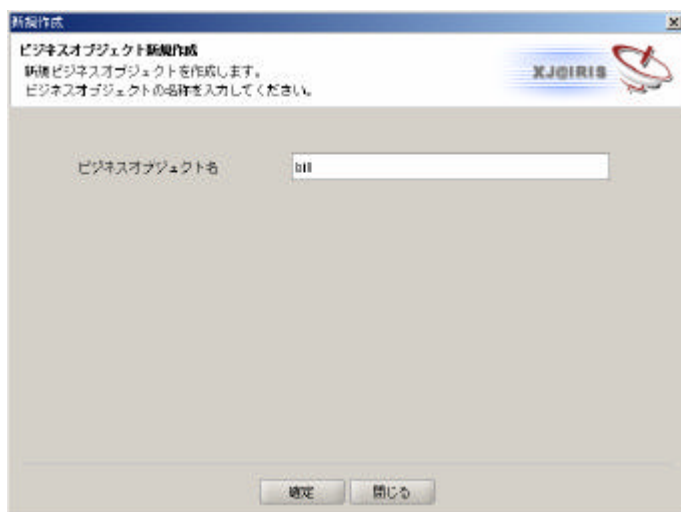 新規作成
ビジネスオブジェクト新規作成
新規ビジネスオブジェクトを作成します。
ビジネスオブジェクトの名称を入力してください。
XJ@IRIS
ビジネスオブジェクト名
bill
確定
閉じる